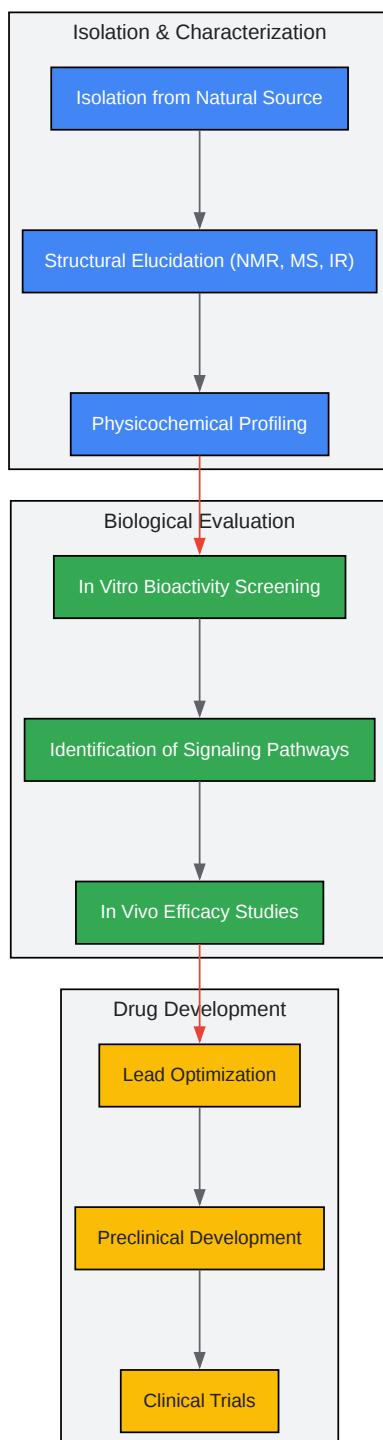 Isolation & Characterization
Isolation from Natural Source
Structural Elucidation (NMR, MS, IR)
Physicochemical Profiling
Biological Evaluation
In Vitro Bioactivity Screening
Identification of Signaling Pathways
In Vivo Efficacy Studies
Drug Development
Lead Optimization
Preclinical Development
Clinical Trials